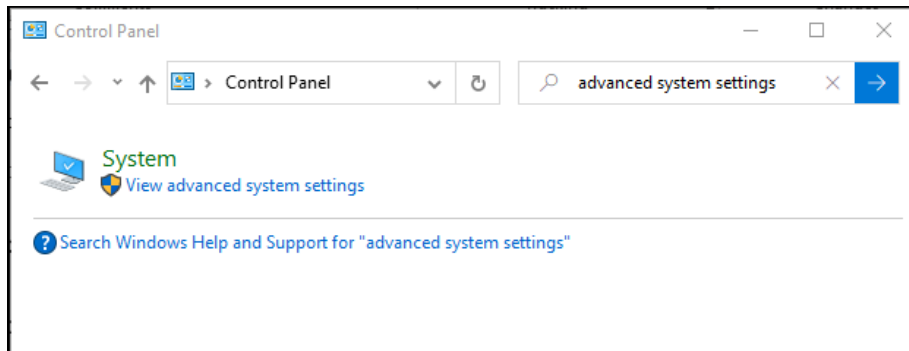 Control Panel
Control Panel
advanced system settings
System
View advanced system settings
Search Windows Help and Support for "advanced system settings"